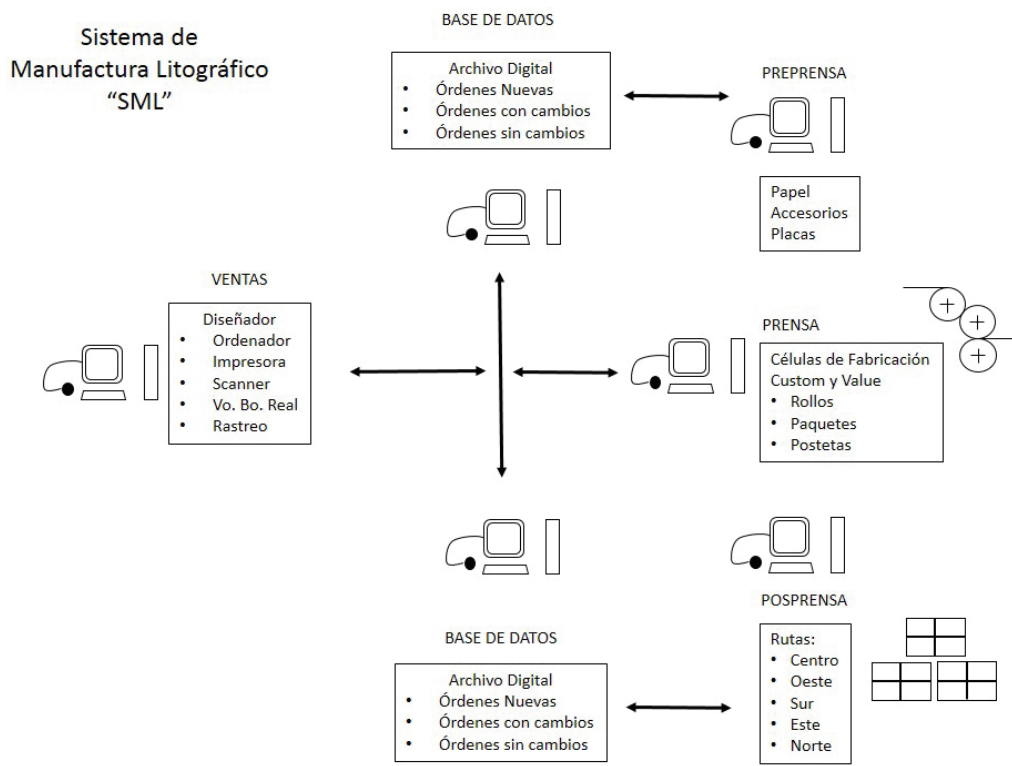 Sistema de
Manufactura Litográfico
“SML”
BASE DE DATOS
Archivo Digital
• Órdenes Nuevas
• Órdenes con cambios
• Órdenes sin cambios
PREPRENSA
Papel
Accesorios
Placas
VENTAS
Diseñador
• Ordenador
• Impresora
• Scanner
• Vo. Bo. Real
• Rastreo
PRENSA
Células de Fabricación
Custom y Value
• Rollos
• Paquetes
• Postetas
BASE DE DATOS
Archivo Digital
• Órdenes Nuevas
• Órdenes con cambios
• Órdenes sin cambios
POSPRENSA
Rutas:
• Centro
• Oeste
• Sur
• Este
• Norte